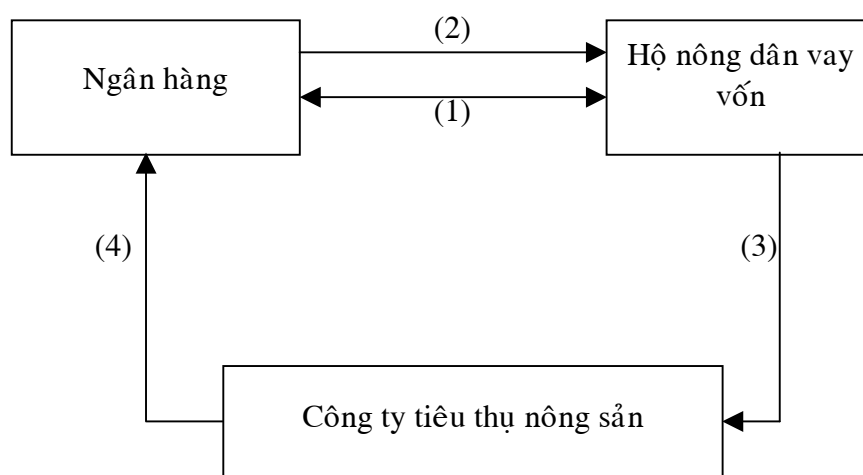 (2)
Ngân hàng
Hộ nông dân vay
vốn
(1)
(4)
(3)
Công ty tiêu thụ nông sản